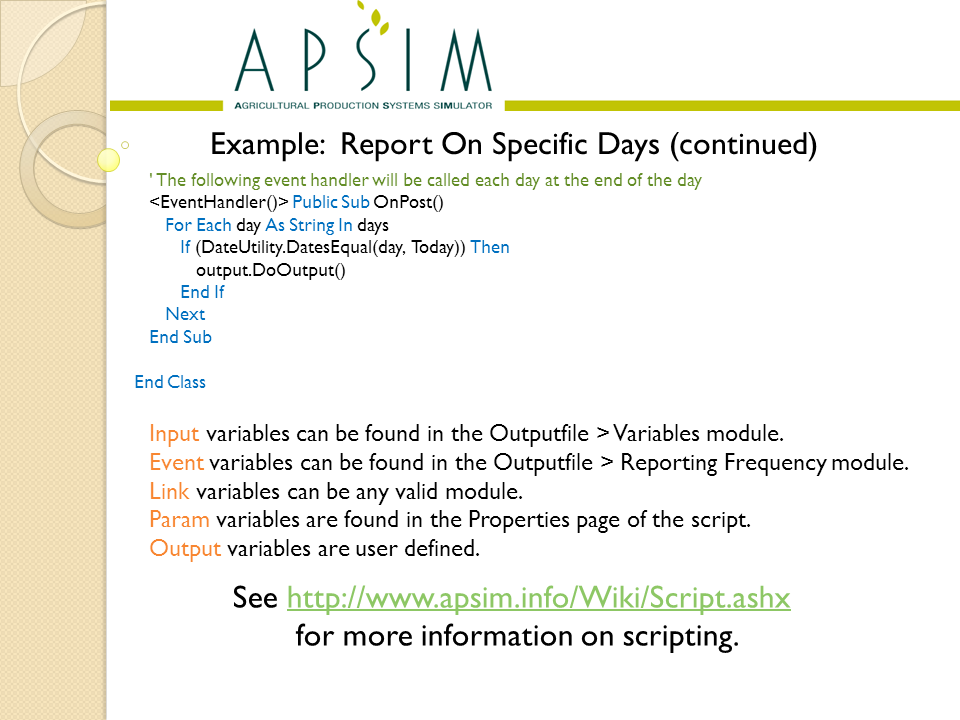 APSIM
AGRICULTURAL PRODUCTION SYSTEMS SIMULATOR
Example:  Report On Specific Days (continued)
' The following event handler will be called each day at the end of the day
<EventHandler()> Public Sub OnPost()
For Each day As String In days
If (DateUtility.DatesEqual(day, Today)) Then
output.DoOutput()
End If
Next
End Sub
End Class
Input variables can be found in the Outputfile > Variables module.
Event variables can be found in the Outputfile > Reporting Frequency module.
Link variables can be any valid module.
Param variables are found in the Properties page of the script.
Output variables are user defined.
See http://www.apsim.info/Wiki/Script.ashx
for more information on scripting.